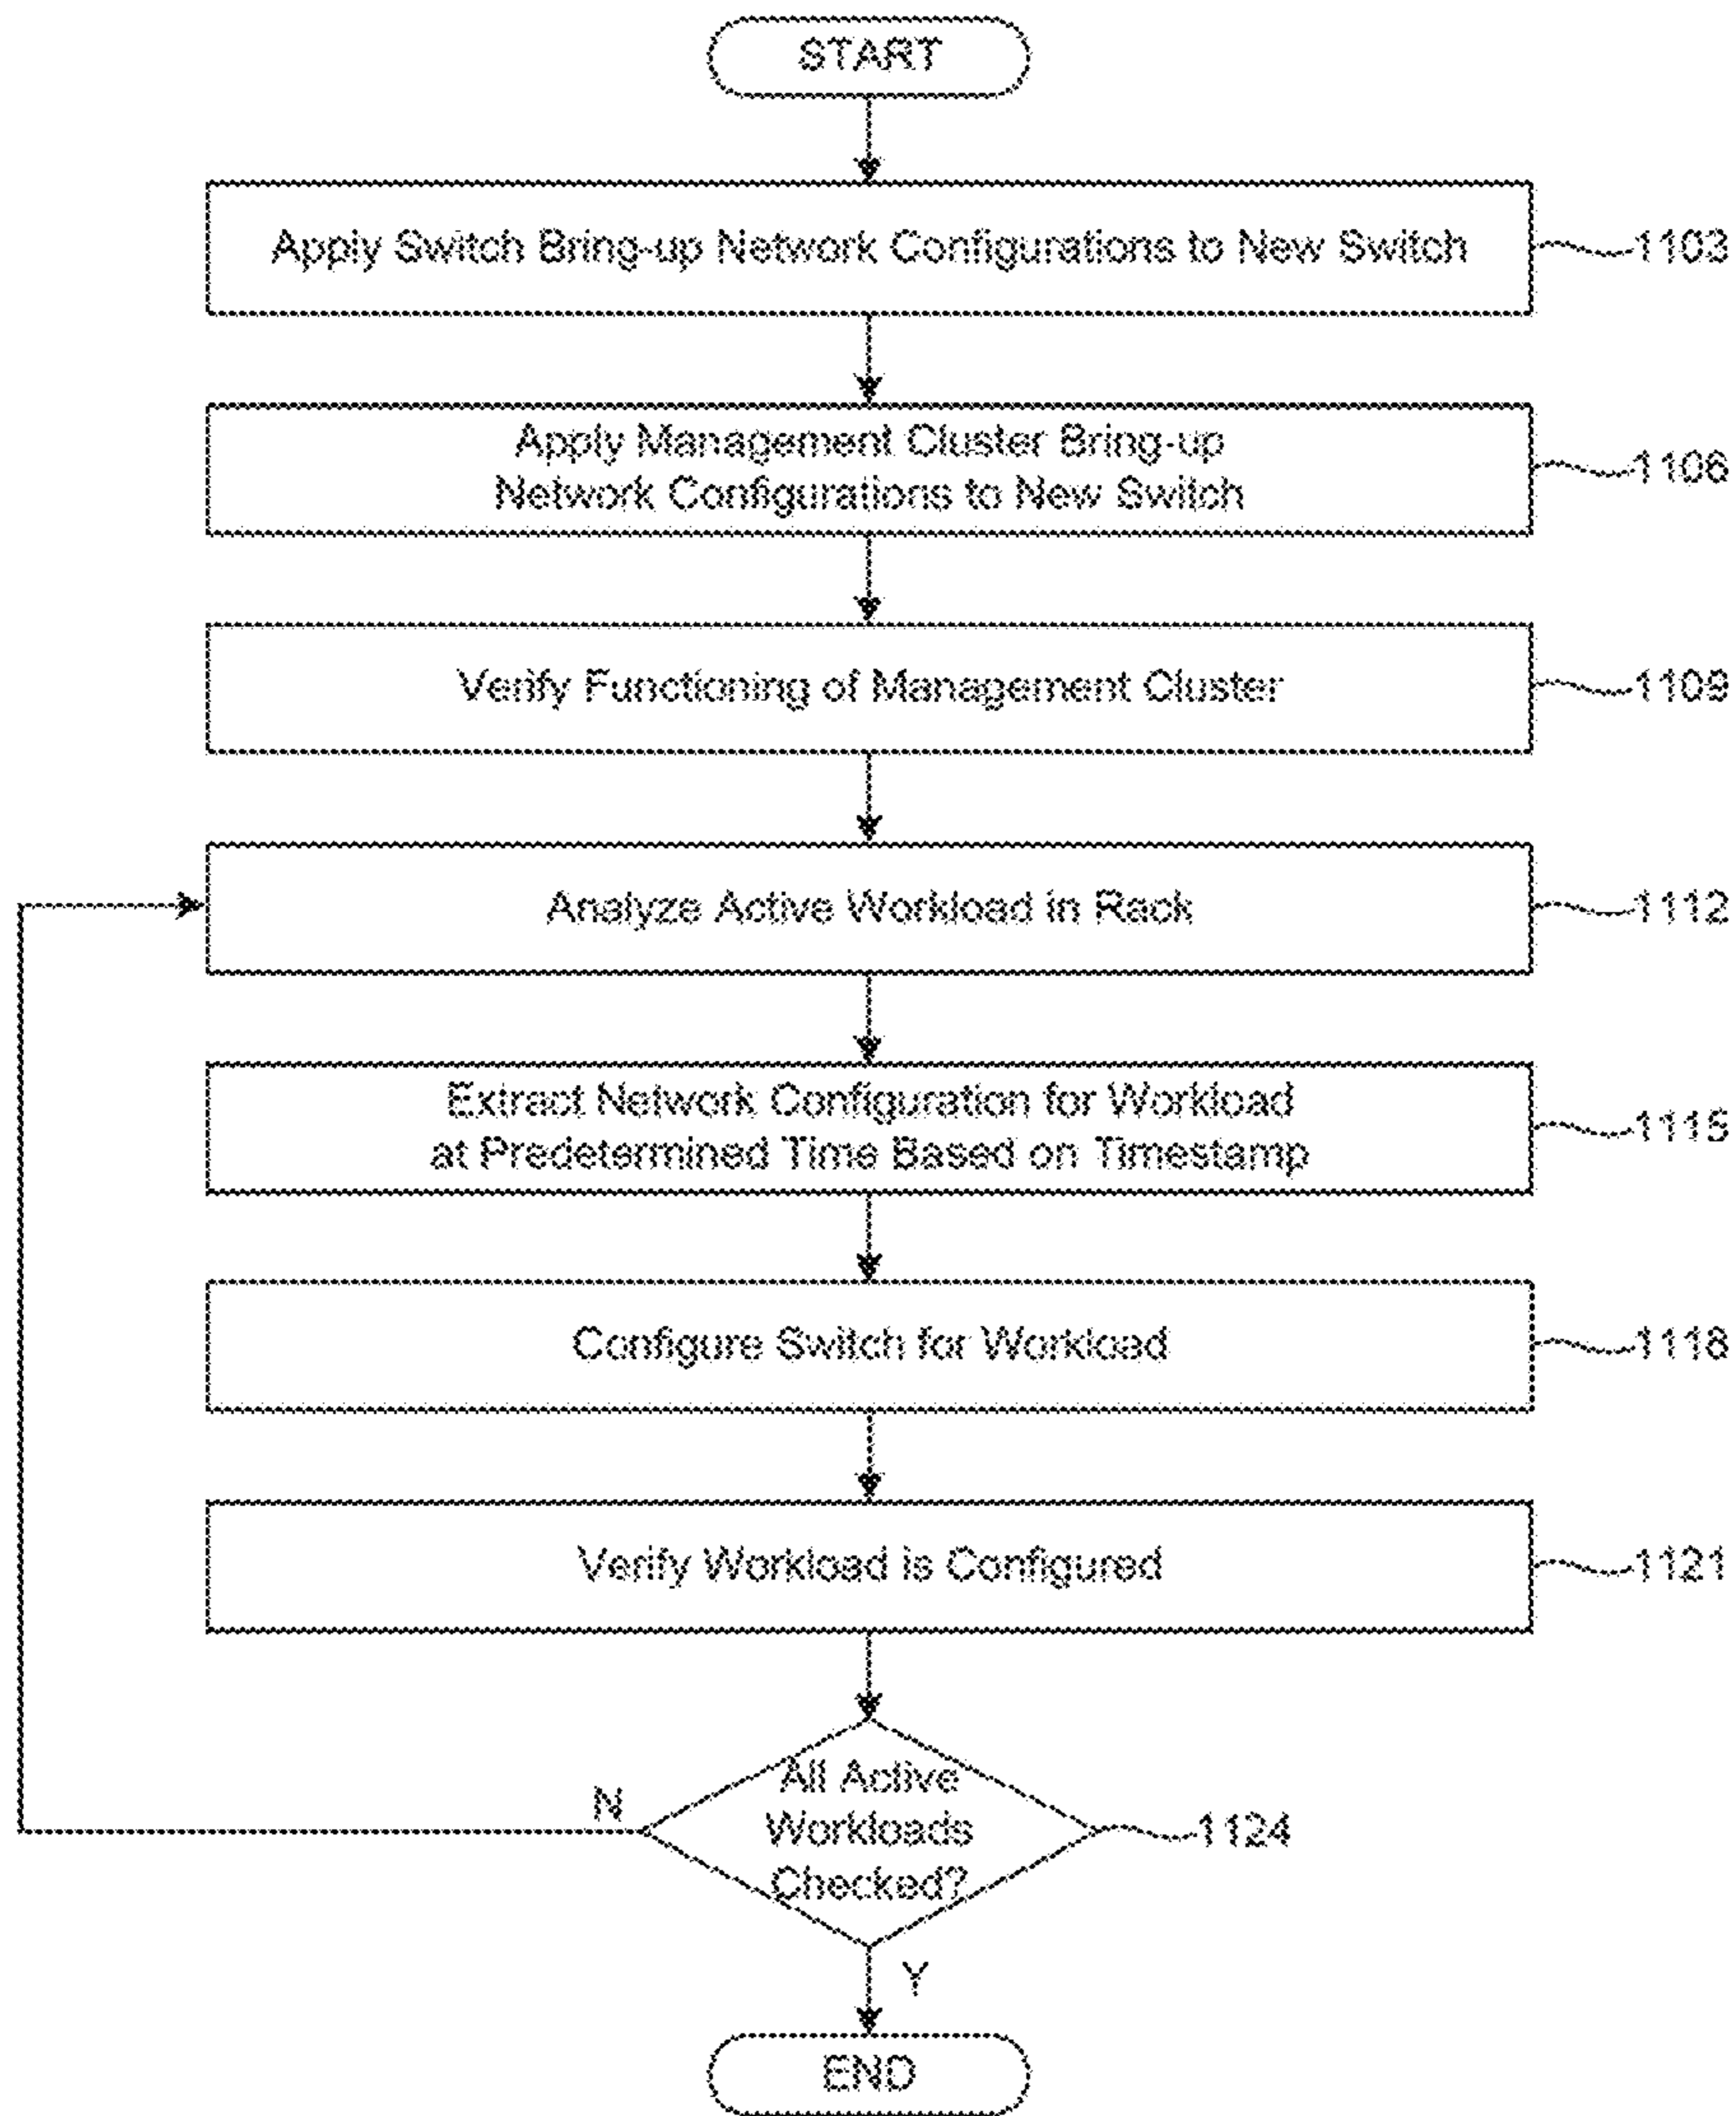 START
Apply Switch Bring-up Network Configurations to New Switch
1103
Apply Management Cluster Bring-up
Network Configurations to New Switch
1106
Verify Functioning of Management Cluster
1109
Analyze Active Workload in Rack
1112
Extract Network Configuration for Workload
at Predetermined Time Based on Timestamp
1115
Configure Switch for Workload
1118
Verify Workload is Configured
1121
All Active
Workloads
Checked?
N
1124
Y
END